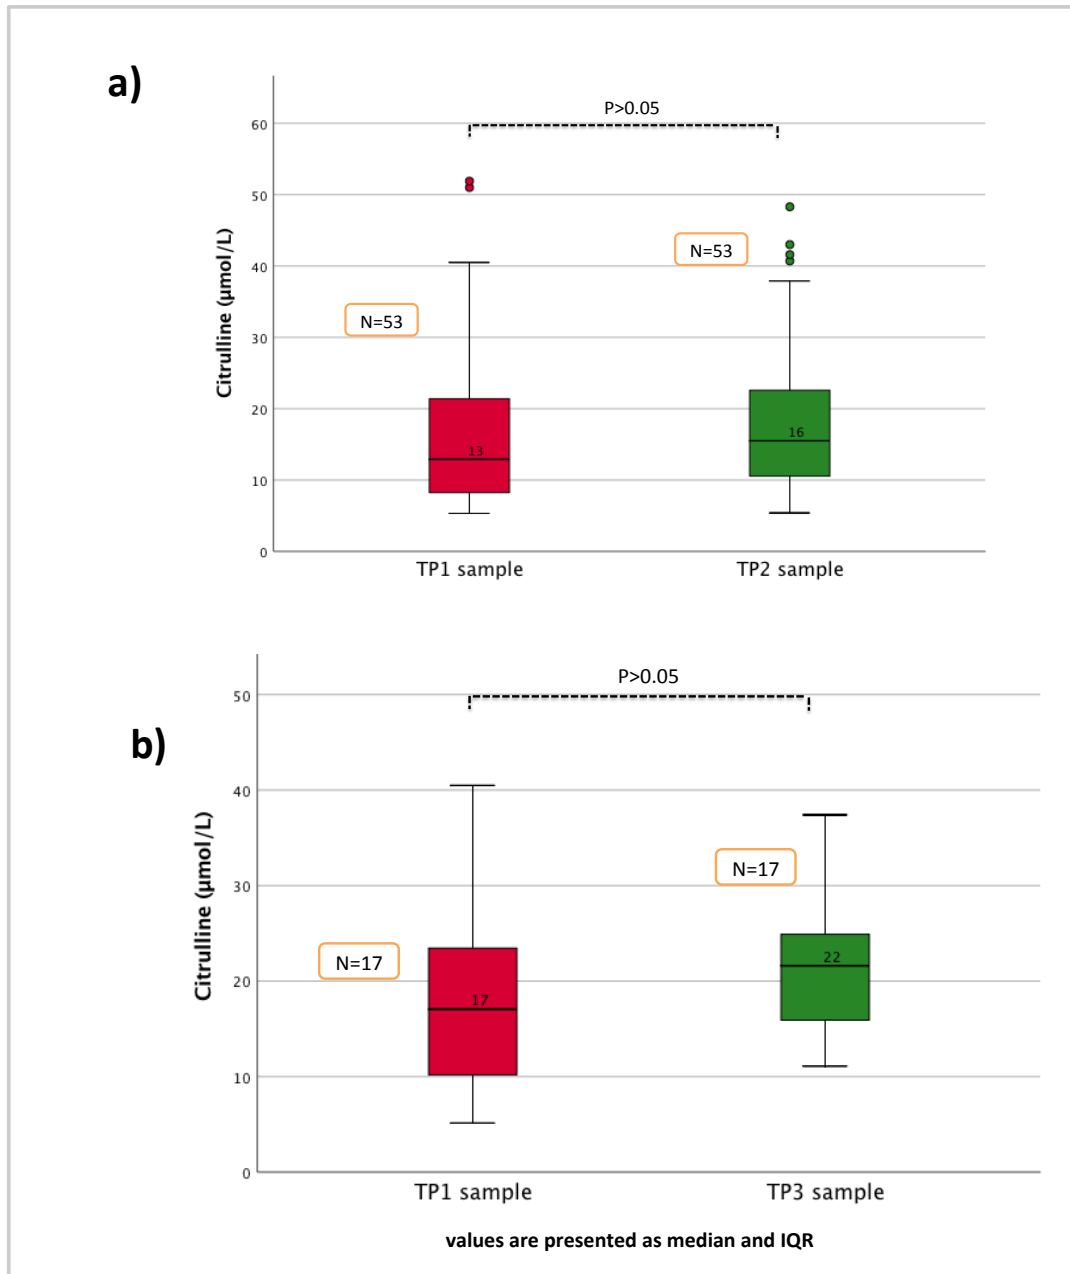 a)
P>0.05
60
50
40
30
20
10
0
Citrulline (µmol/L)
N=53
N=53
13
16
TP1 sample TP2 sample
b)
P>0.05
50
40
30
20
10
0
Citrulline (µmol/L)
N=17
N=17
17
22
TP1 sample TP3 sample
values are presented as median and IQR